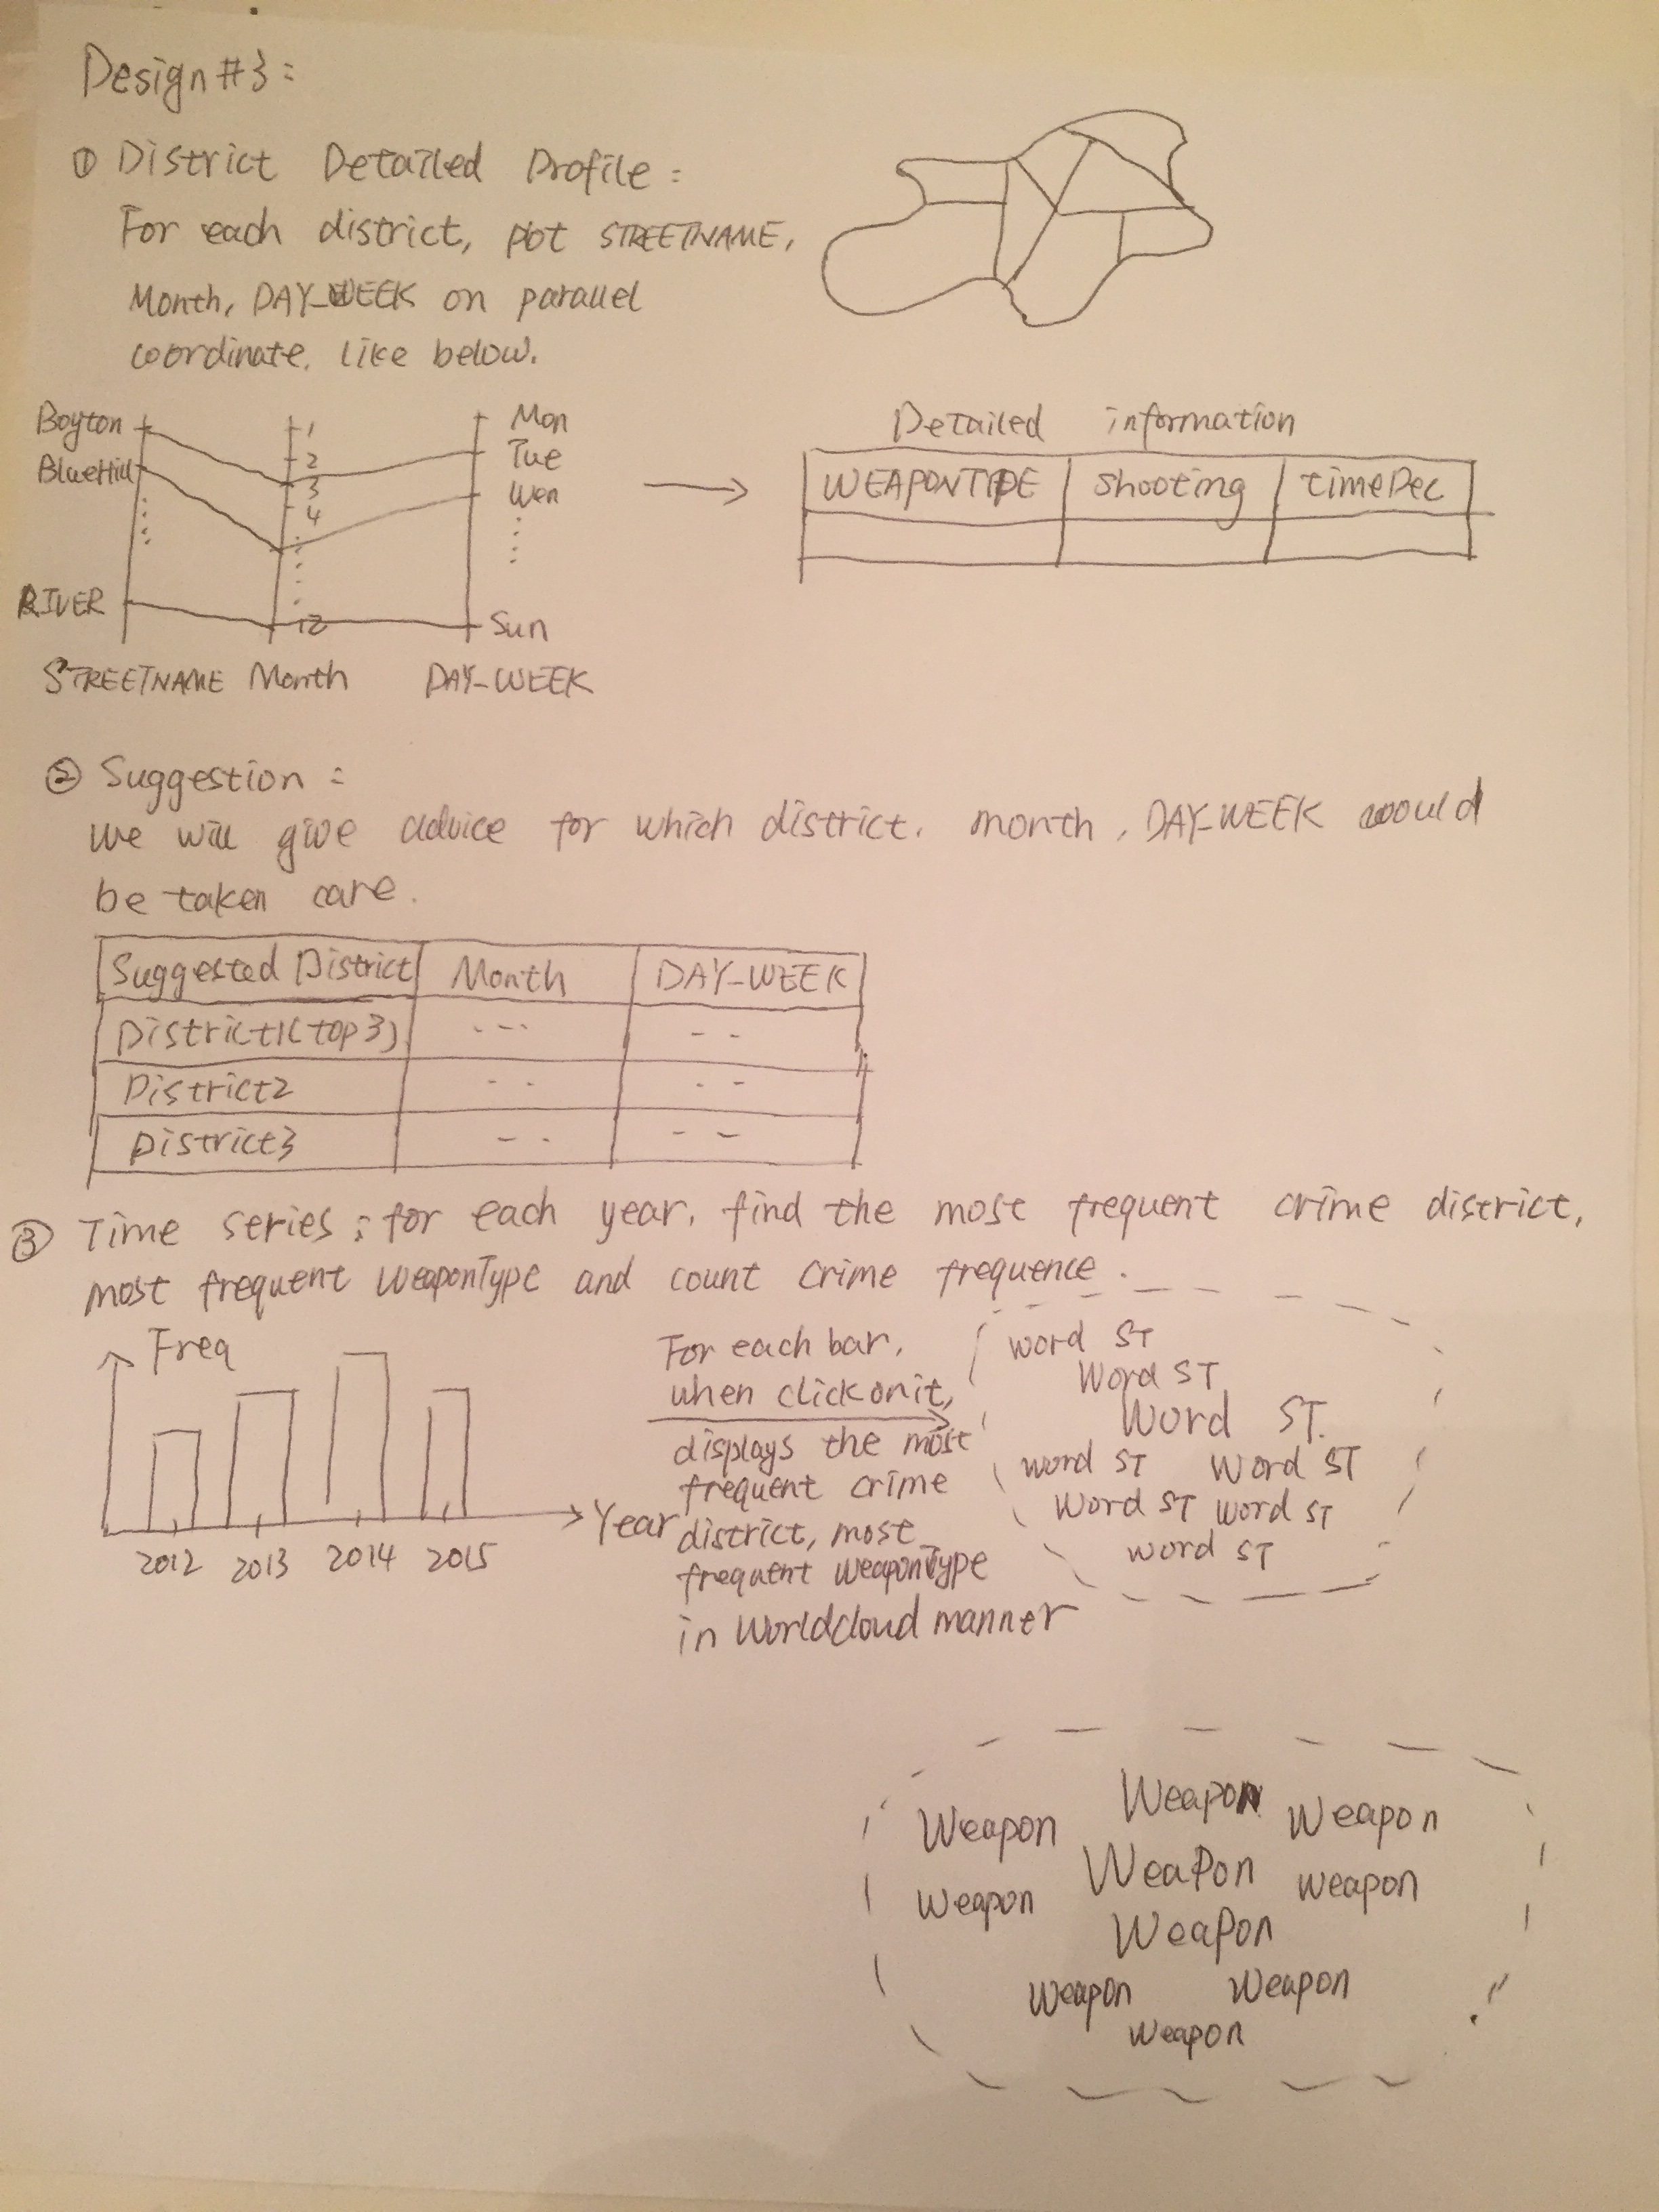 Design #3:
① District Detailed Profile:
For each district, plot STREETNAME,
Month, DAY_WEEK on parallel
coordinate. like below.
Boyton
BlueHill
RIVER
1
2
3
4
12
Mon
Tue
Wen
Sun
STREETNAME Month DAY_WEEK
Detailed information
WEAPONTYPE shooting timeDec
② Suggestion:
We will give advice for which district, month, DAY_WEEK would
be taken care.
Suggested District Month DAY_WEEK
District1(top3) --- --
District2 -- --
District3 -- --
③ Time series: for each year, find the most frequent crime district,
most frequent WeaponType and count crime frequence.
Freq
2012 2013 2014 2015
Year
For each bar,
when click on it,
displays the most
frequent crime
district, most
frequent WeaponType
in Worldcloud manner
word ST
Word ST
Word ST.
word ST Word ST
Word ST word ST
word ST
Weapon Weapon Weapon
Weapon WeaPon weapon
WeaPon
Weapon Weapon
Weapon